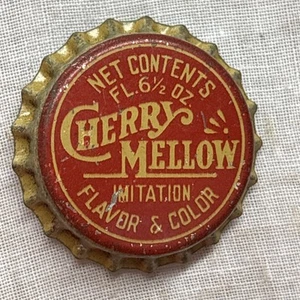 NET CONTENTS
FL. 6½ OZ.
CHERRY
MELLOW
IMITATION
FLAVOR & COLOR